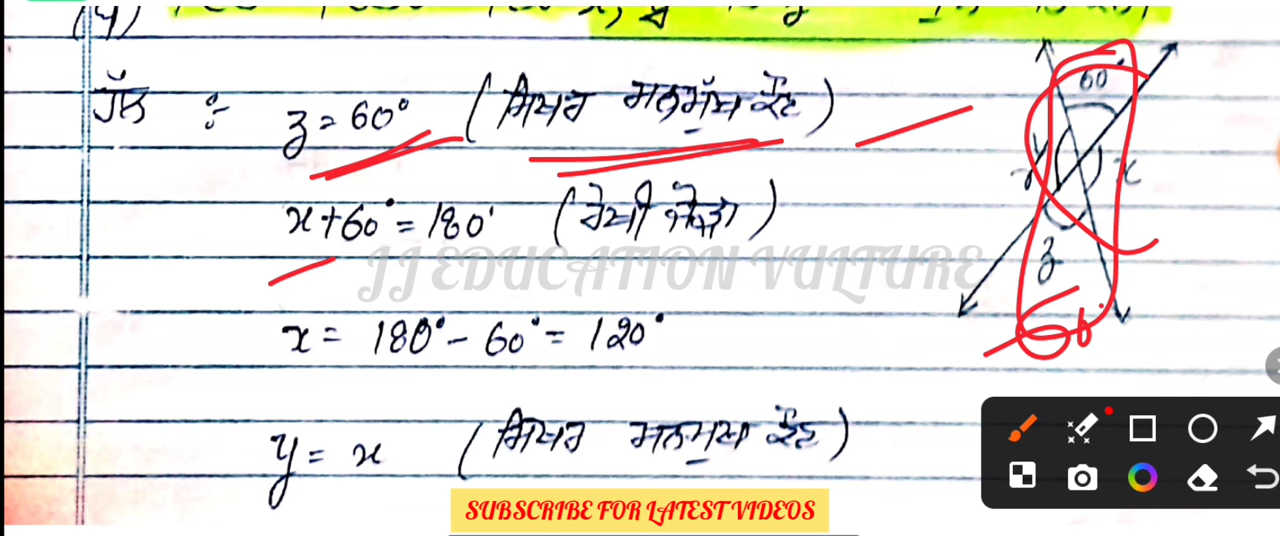 (4)
ਹੱਲ : z = 60° (ਸਿਖਰ ਸਨਮੁੱਖ ਕੋਣ)
60°
y x
z
x + 60° = 180° (ਰੇਖੀ ਜੋੜਾ)
JJ EDUCATION VULTURE
x = 180° - 60° = 120°
y = x (ਸਿਖਰ ਸਨਮੁਖ ਕੋਣ)
SUBSCRIBE FOR LATEST VIDEOS